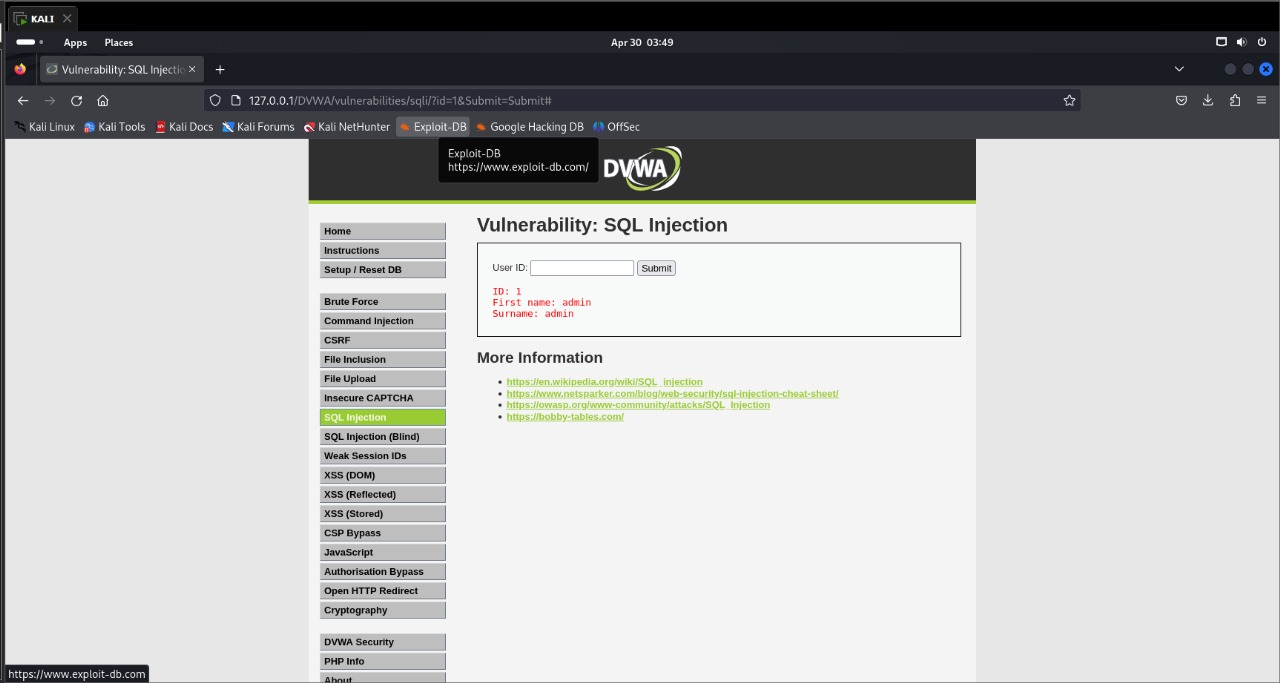 KALI
Apps Places Apr 30 03:49
Vulnerability: SQL Injectio
127.0.0.1/DVWA/vulnerabilities/sqli/?id=1&Submit=Submit#
Kali Linux Kali Tools Kali Docs Kali Forums Kali NetHunter Exploit-DB Google Hacking DB OffSec
Exploit-DB
https://www.exploit-db.com/
DVWA
Home
Instructions
Setup / Reset DB
Brute Force
Command Injection
CSRF
File Inclusion
File Upload
Insecure CAPTCHA
SQL Injection
SQL Injection (Blind)
Weak Session IDs
XSS (DOM)
XSS (Reflected)
XSS (Stored)
CSP Bypass
JavaScript
Authorisation Bypass
Open HTTP Redirect
Cryptography
DVWA Security
PHP Info
About
Vulnerability: SQL Injection
User ID: Submit
ID: 1
First name: admin
Surname: admin
More Information
https://en.wikipedia.org/wiki/SQL_injection
https://www.netsparker.com/blog/web-security/sql-injection-cheat-sheet/
https://owasp.org/www-community/attacks/SQL_Injection
https://bobby-tables.com/
https://www.exploit-db.com